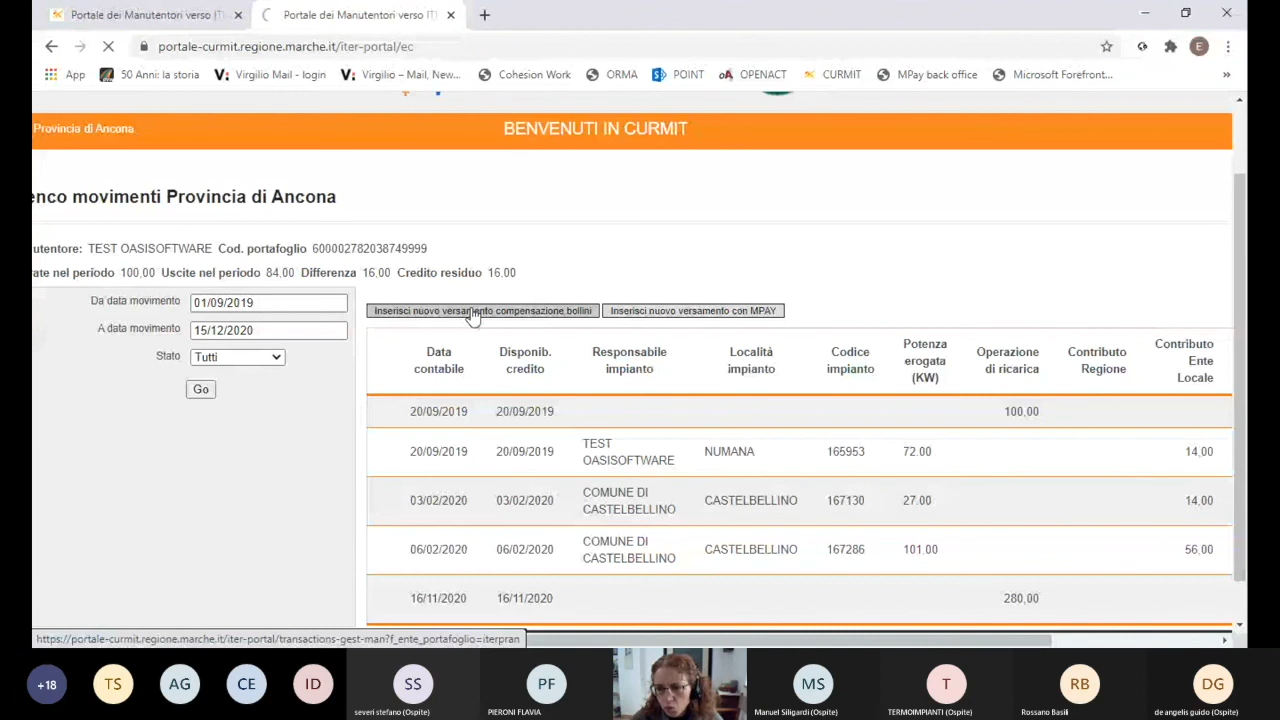 Portale dei Manutentori verso IT
Portale dei Manutentori verso IT
portale-curmit.regione.marche.it/iter-portal/ec
E
App
50 Anni: la storia
Virgilio Mail - login
Virgilio – Mail, New...
Cohesion Work
ORMA
POINT
OPENACT
CURMIT
MPay back office
Microsoft Forefront...
»
Provincia di Ancona
BENVENUTI IN CURMIT
enco movimenti Provincia di Ancona
utentore: TEST OASISOFTWARE Cod. portafoglio 600002782038749999
rate nel periodo 100,00 Uscite nel periodo 84,00 Differenza 16,00 Credito residuo 16,00
Da data movimento 01/09/2019
A data movimento 15/12/2020
Stato Tutti
Go
Inserisci nuovo versamento compensazione bollini
Inserisci nuovo versamento con MPAY
Data contabile
Disponib. credito
Responsabile impianto
Località impianto
Codice impianto
Potenza erogata (KW)
Operazione di ricarica
Contributo Regione
Contributo Ente Locale
20/09/2019 20/09/2019 100,00
20/09/2019 20/09/2019 TEST OASISOFTWARE NUMANA 165953 72.00 14,00
03/02/2020 03/02/2020 COMUNE DI CASTELBELLINO CASTELBELLINO 167130 27.00 14,00
06/02/2020 06/02/2020 COMUNE DI CASTELBELLINO CASTELBELLINO 167286 101.00 56,00
16/11/2020 16/11/2020 280,00
https://portale-curmit.regione.marche.it/iter-portal/transactions-gest-man?f_ente_portafoglio=iterpran
+18
TS
AG
CE
ID
SS
severi stefano (Ospite)
PF
PIERONI FLAVIA
MS
Manuel Siligardi (Ospite)
T
TERMOIMPIANTI (Ospite)
RB
Rossano Basili
DG
de angelis guido (Ospite)